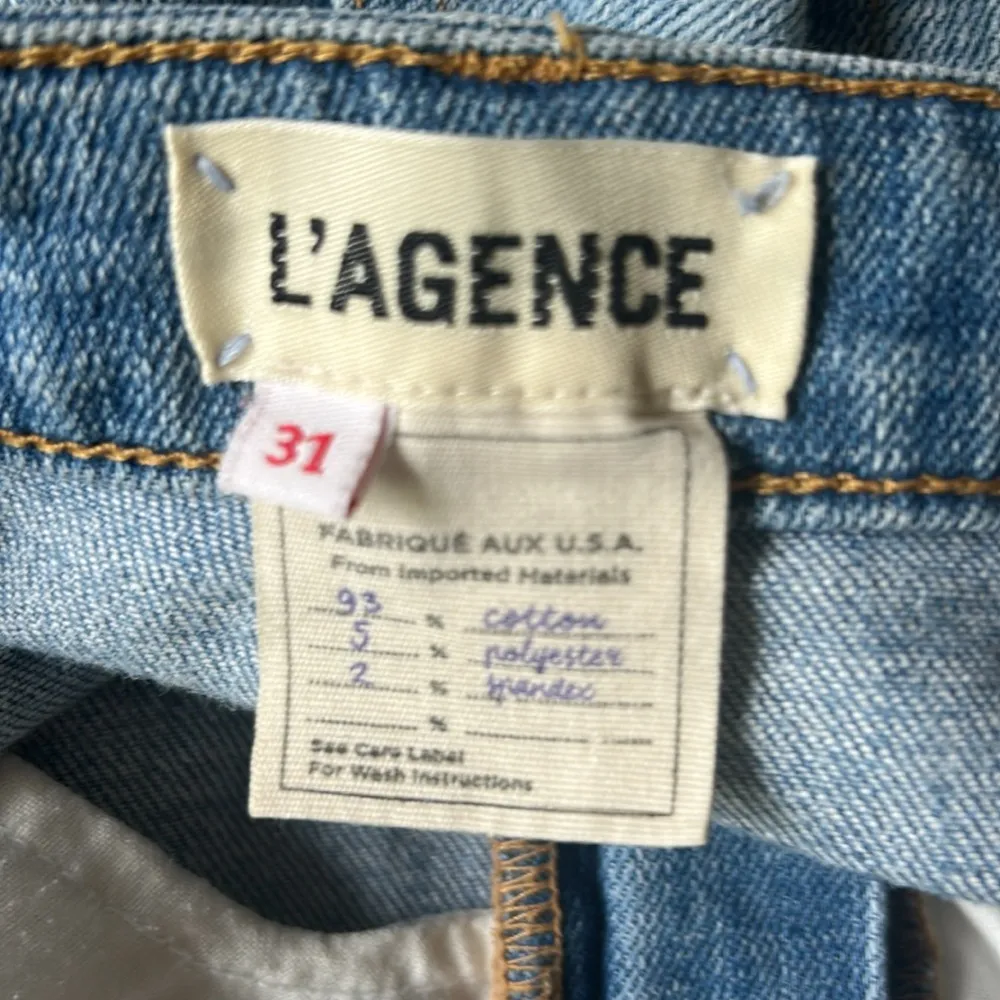 L'AGENCE
31
FABRIQUÉ AUX U.S.A.
From Imported Materials
93 % cotton
5 % polyester
2 % spandex
%
See Care Label
For Wash Instructions